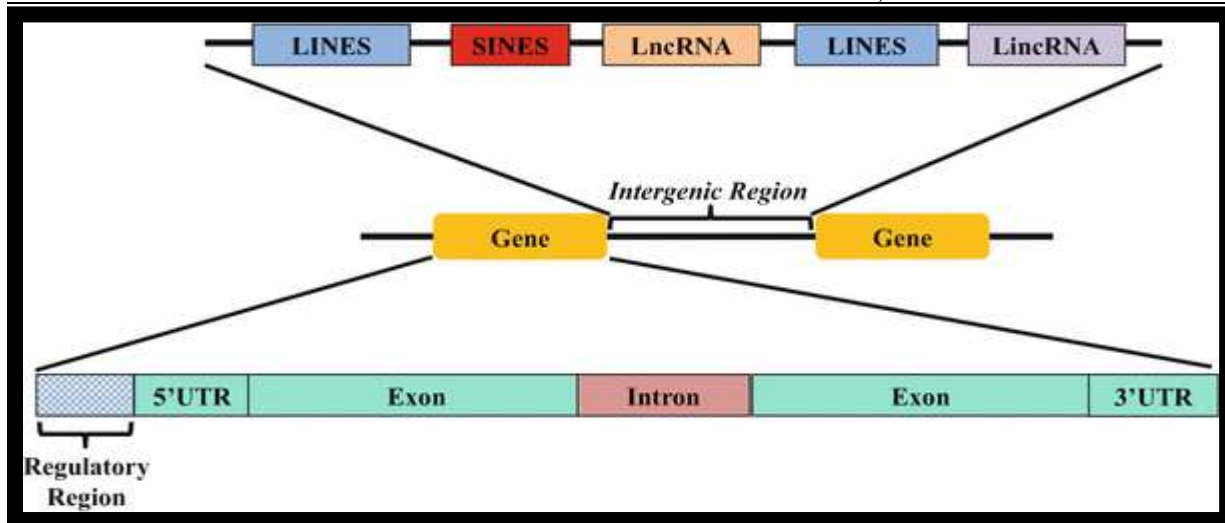 LINES SINES LncRNA LINES LincRNA
Intergenic Region
Gene Gene
5’UTR Exon Intron Exon 3’UTR
Regulatory
Region